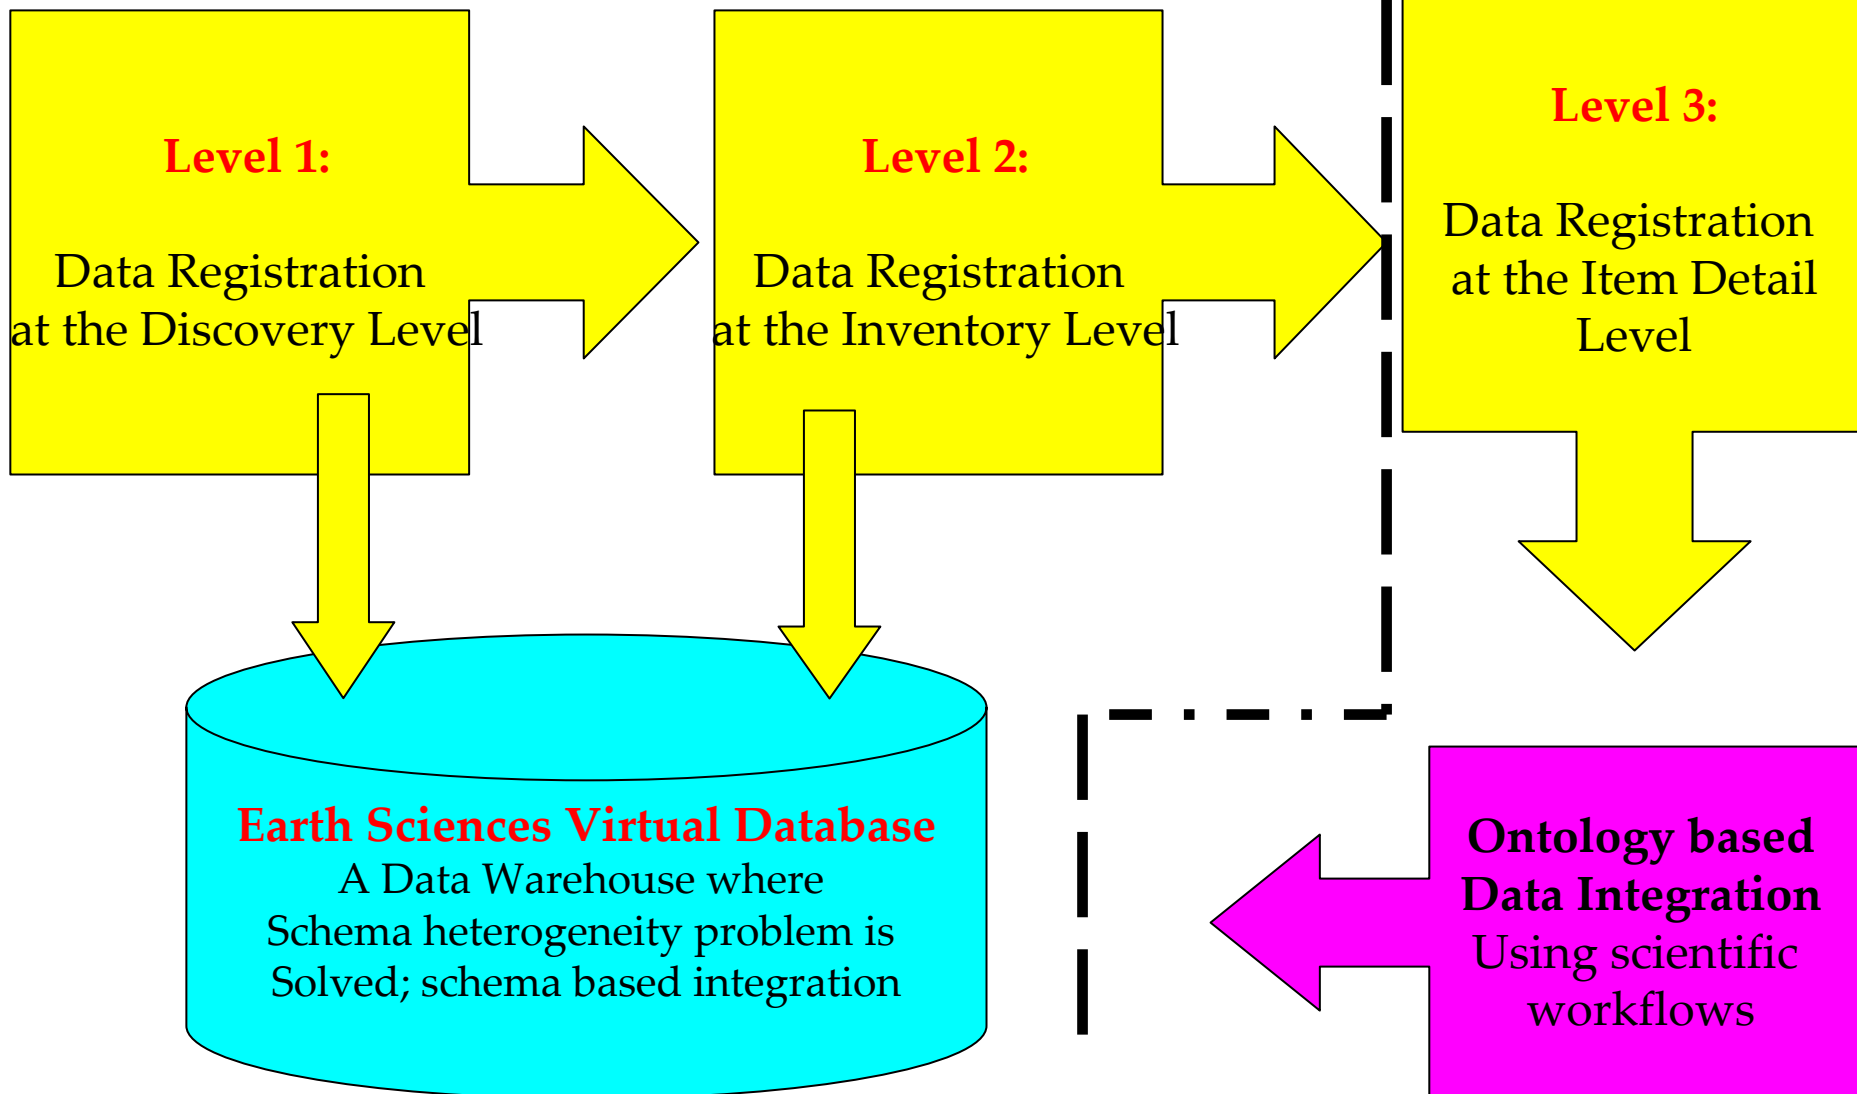 Level 1:
Data Registration
at the Discovery Level
Level 2:
Data Registration
at the Inventory Level
Level 3:
Data Registration
at the Item Detail
Level
Earth Sciences Virtual Database
A Data Warehouse where
Schema heterogeneity problem is
Solved; schema based integration
Ontology based
Data Integration
Using scientific
workflows